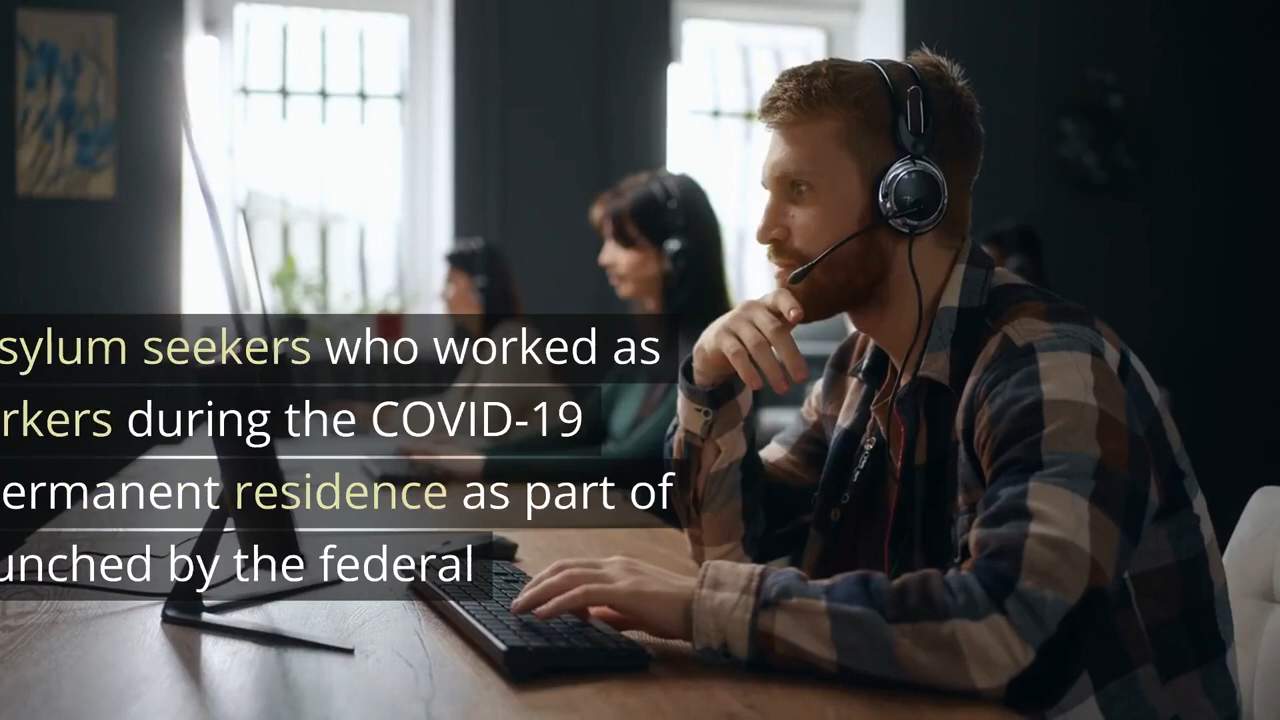 sylum seekers who worked as
rkers during the COVID-19
ermanent residence as part of
unched by the federal